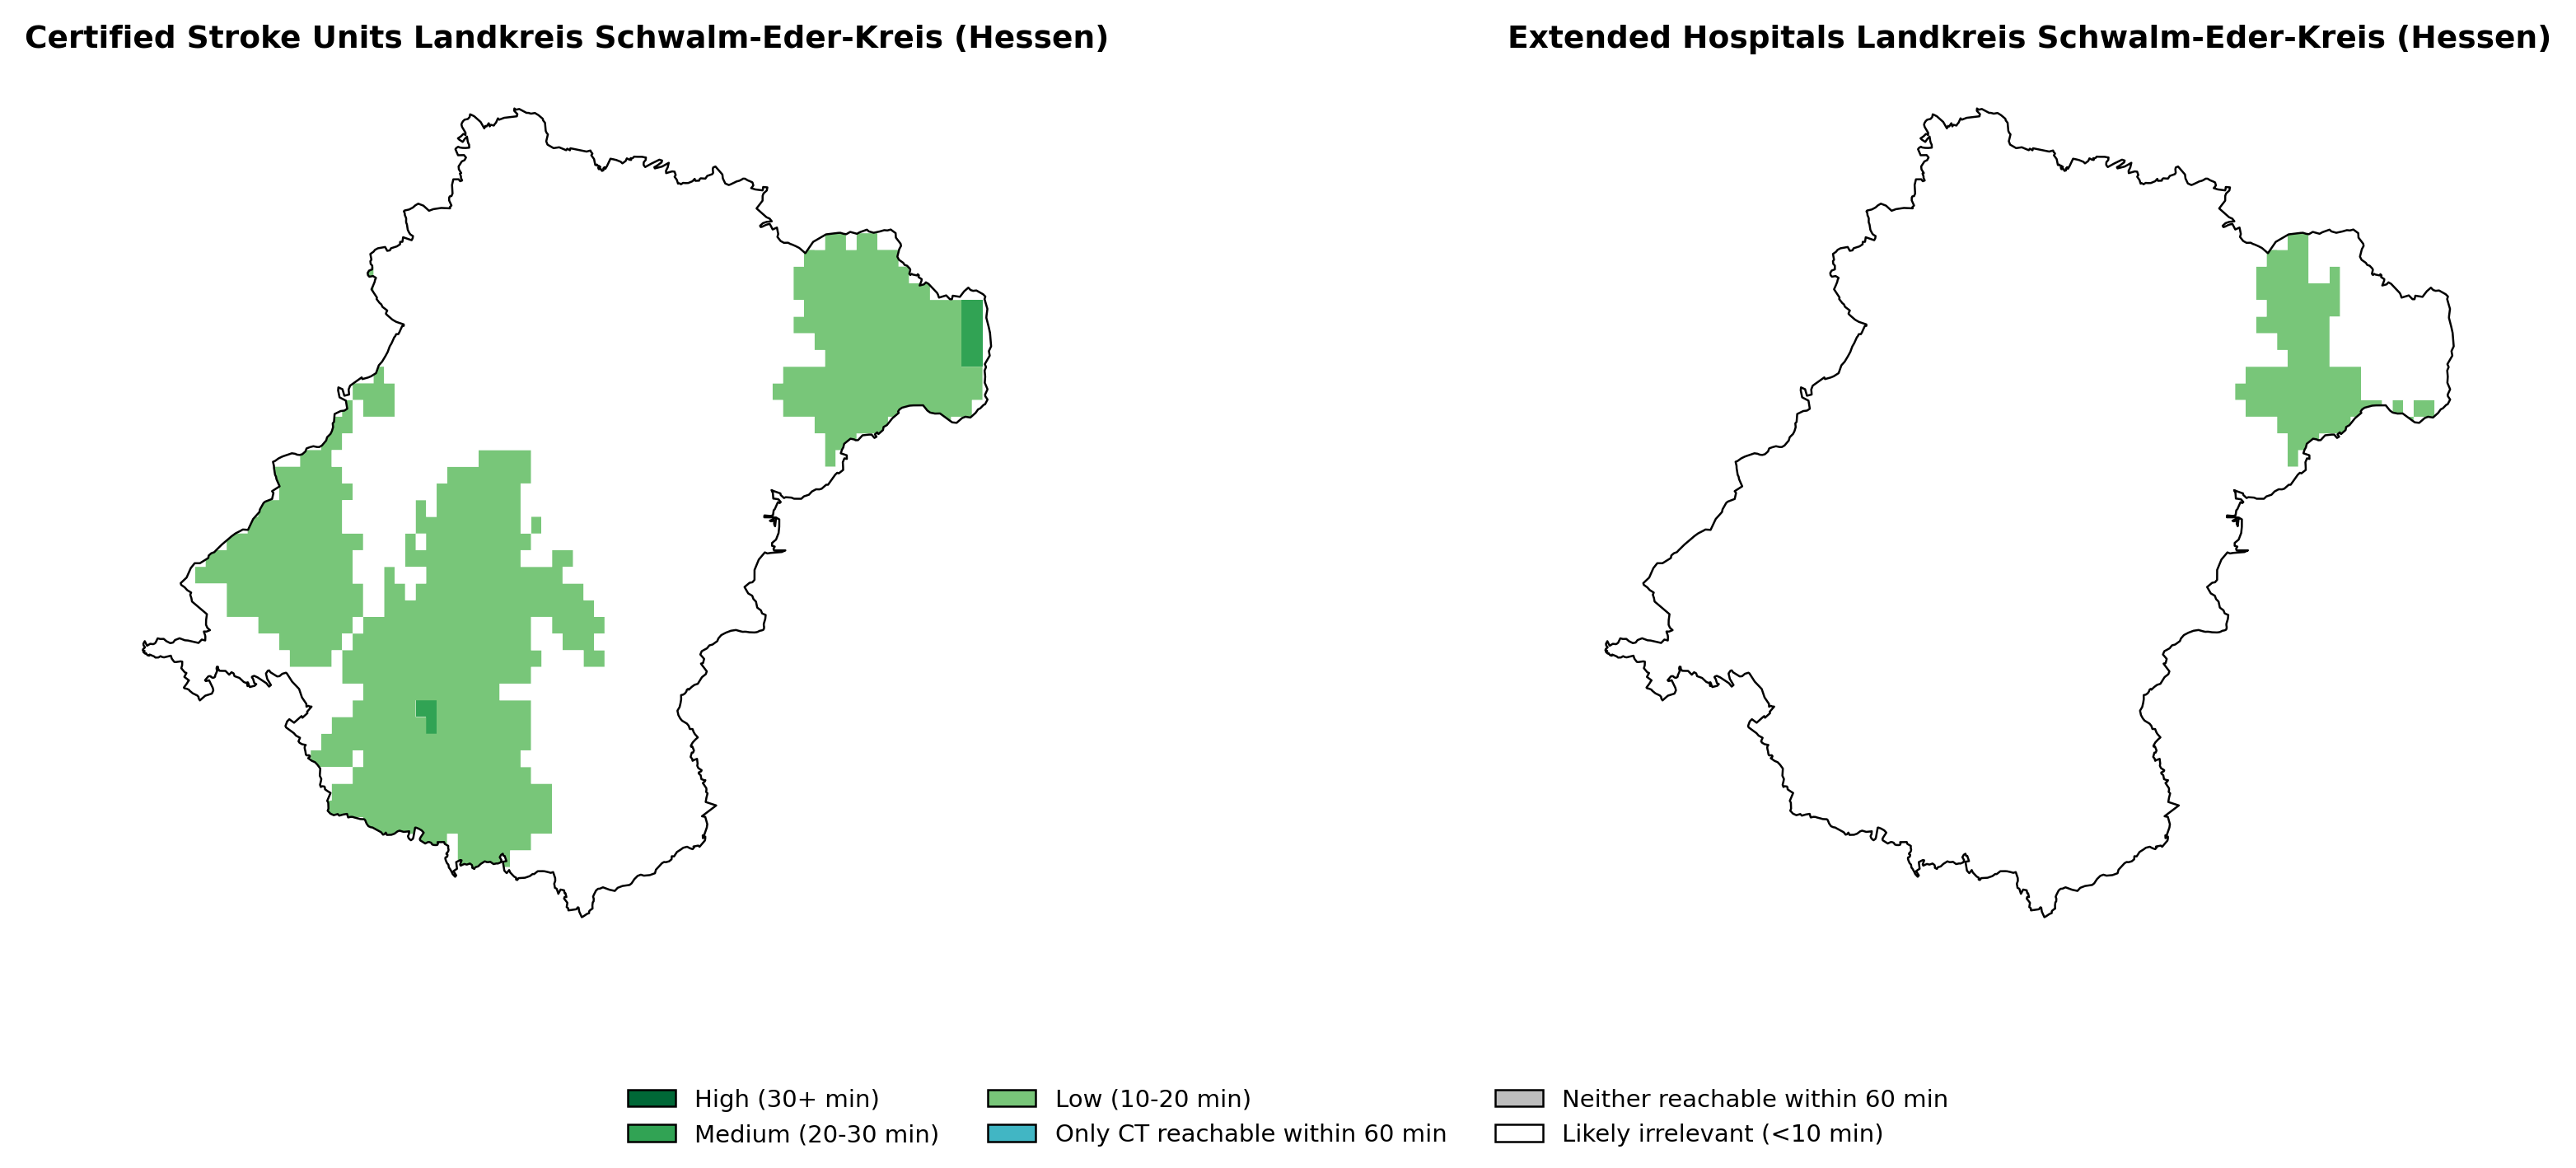 Certified Stroke Units Landkreis Schwalm-Eder-Kreis (Hessen)
Extended Hospitals Landkreis Schwalm-Eder-Kreis (Hessen)
High (30+ min)
Medium (20-30 min)
Low (10-20 min)
Only CT reachable within 60 min
Neither reachable within 60 min
Likely irrelevant (<10 min)